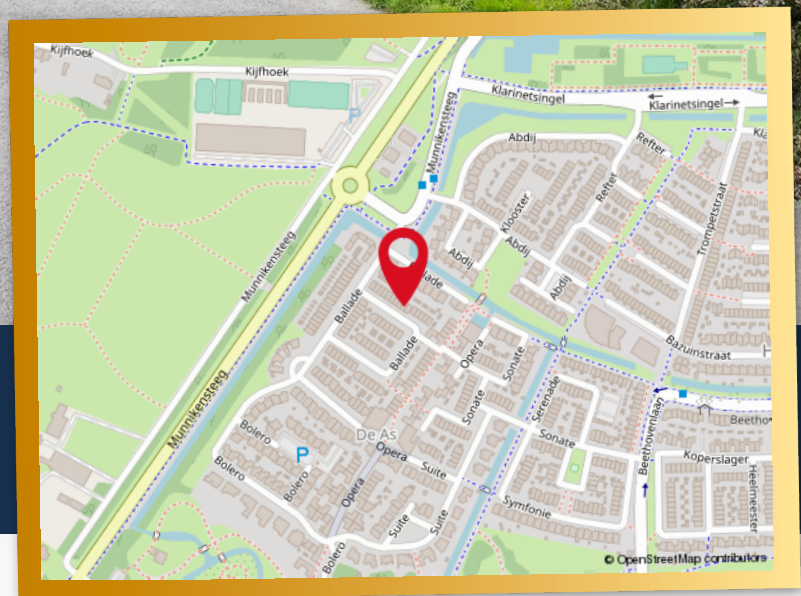 Kijfhoek
Kijfhoek
P
Munnikensteeg
Klarinetsingel
Klarinetsingel
Abdij
Refter
Refter
Klooster
Abdij
Abdij
Abdij
Trompetstraat
Munnikensteeg
Ballade
Ballade
Opera
Sonate
Bazuinstraat
Munnikensteeg
Serenade
Sonate
Sonate
Beethovenlaan
De As
Bolero
P
Opera
Suite
Koperslager
Heelmeester
Bolero
Bolero
Opera
Suite
Suite
Symfonie
Bolero
© OpenStreetMap contributors